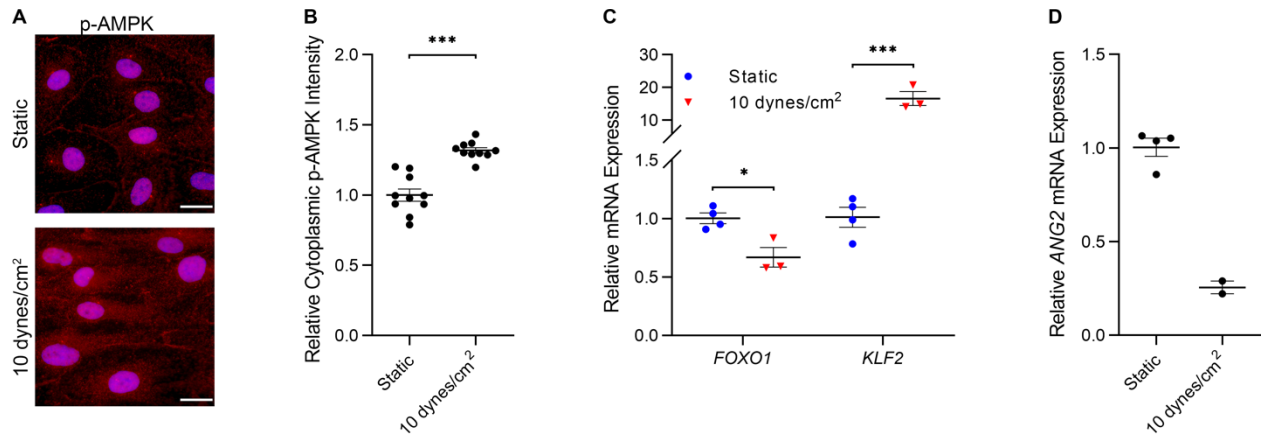 A
p-AMPK
Static
10 dynes/cm²
B
Relative Cytoplasmic p-AMPK Intensity
2.0
1.5
1.0
0.5
0.0
***
Static
10 dynes/cm²
C
Relative mRNA Expression
30
20
10
1.5
1.0
0.5
0.0
Static
10 dynes/cm²
*
***
FOXO1
KLF2
D
Relative ANG2 mRNA Expression
1.5
1.0
0.5
0.0
Static
10 dynes/cm²